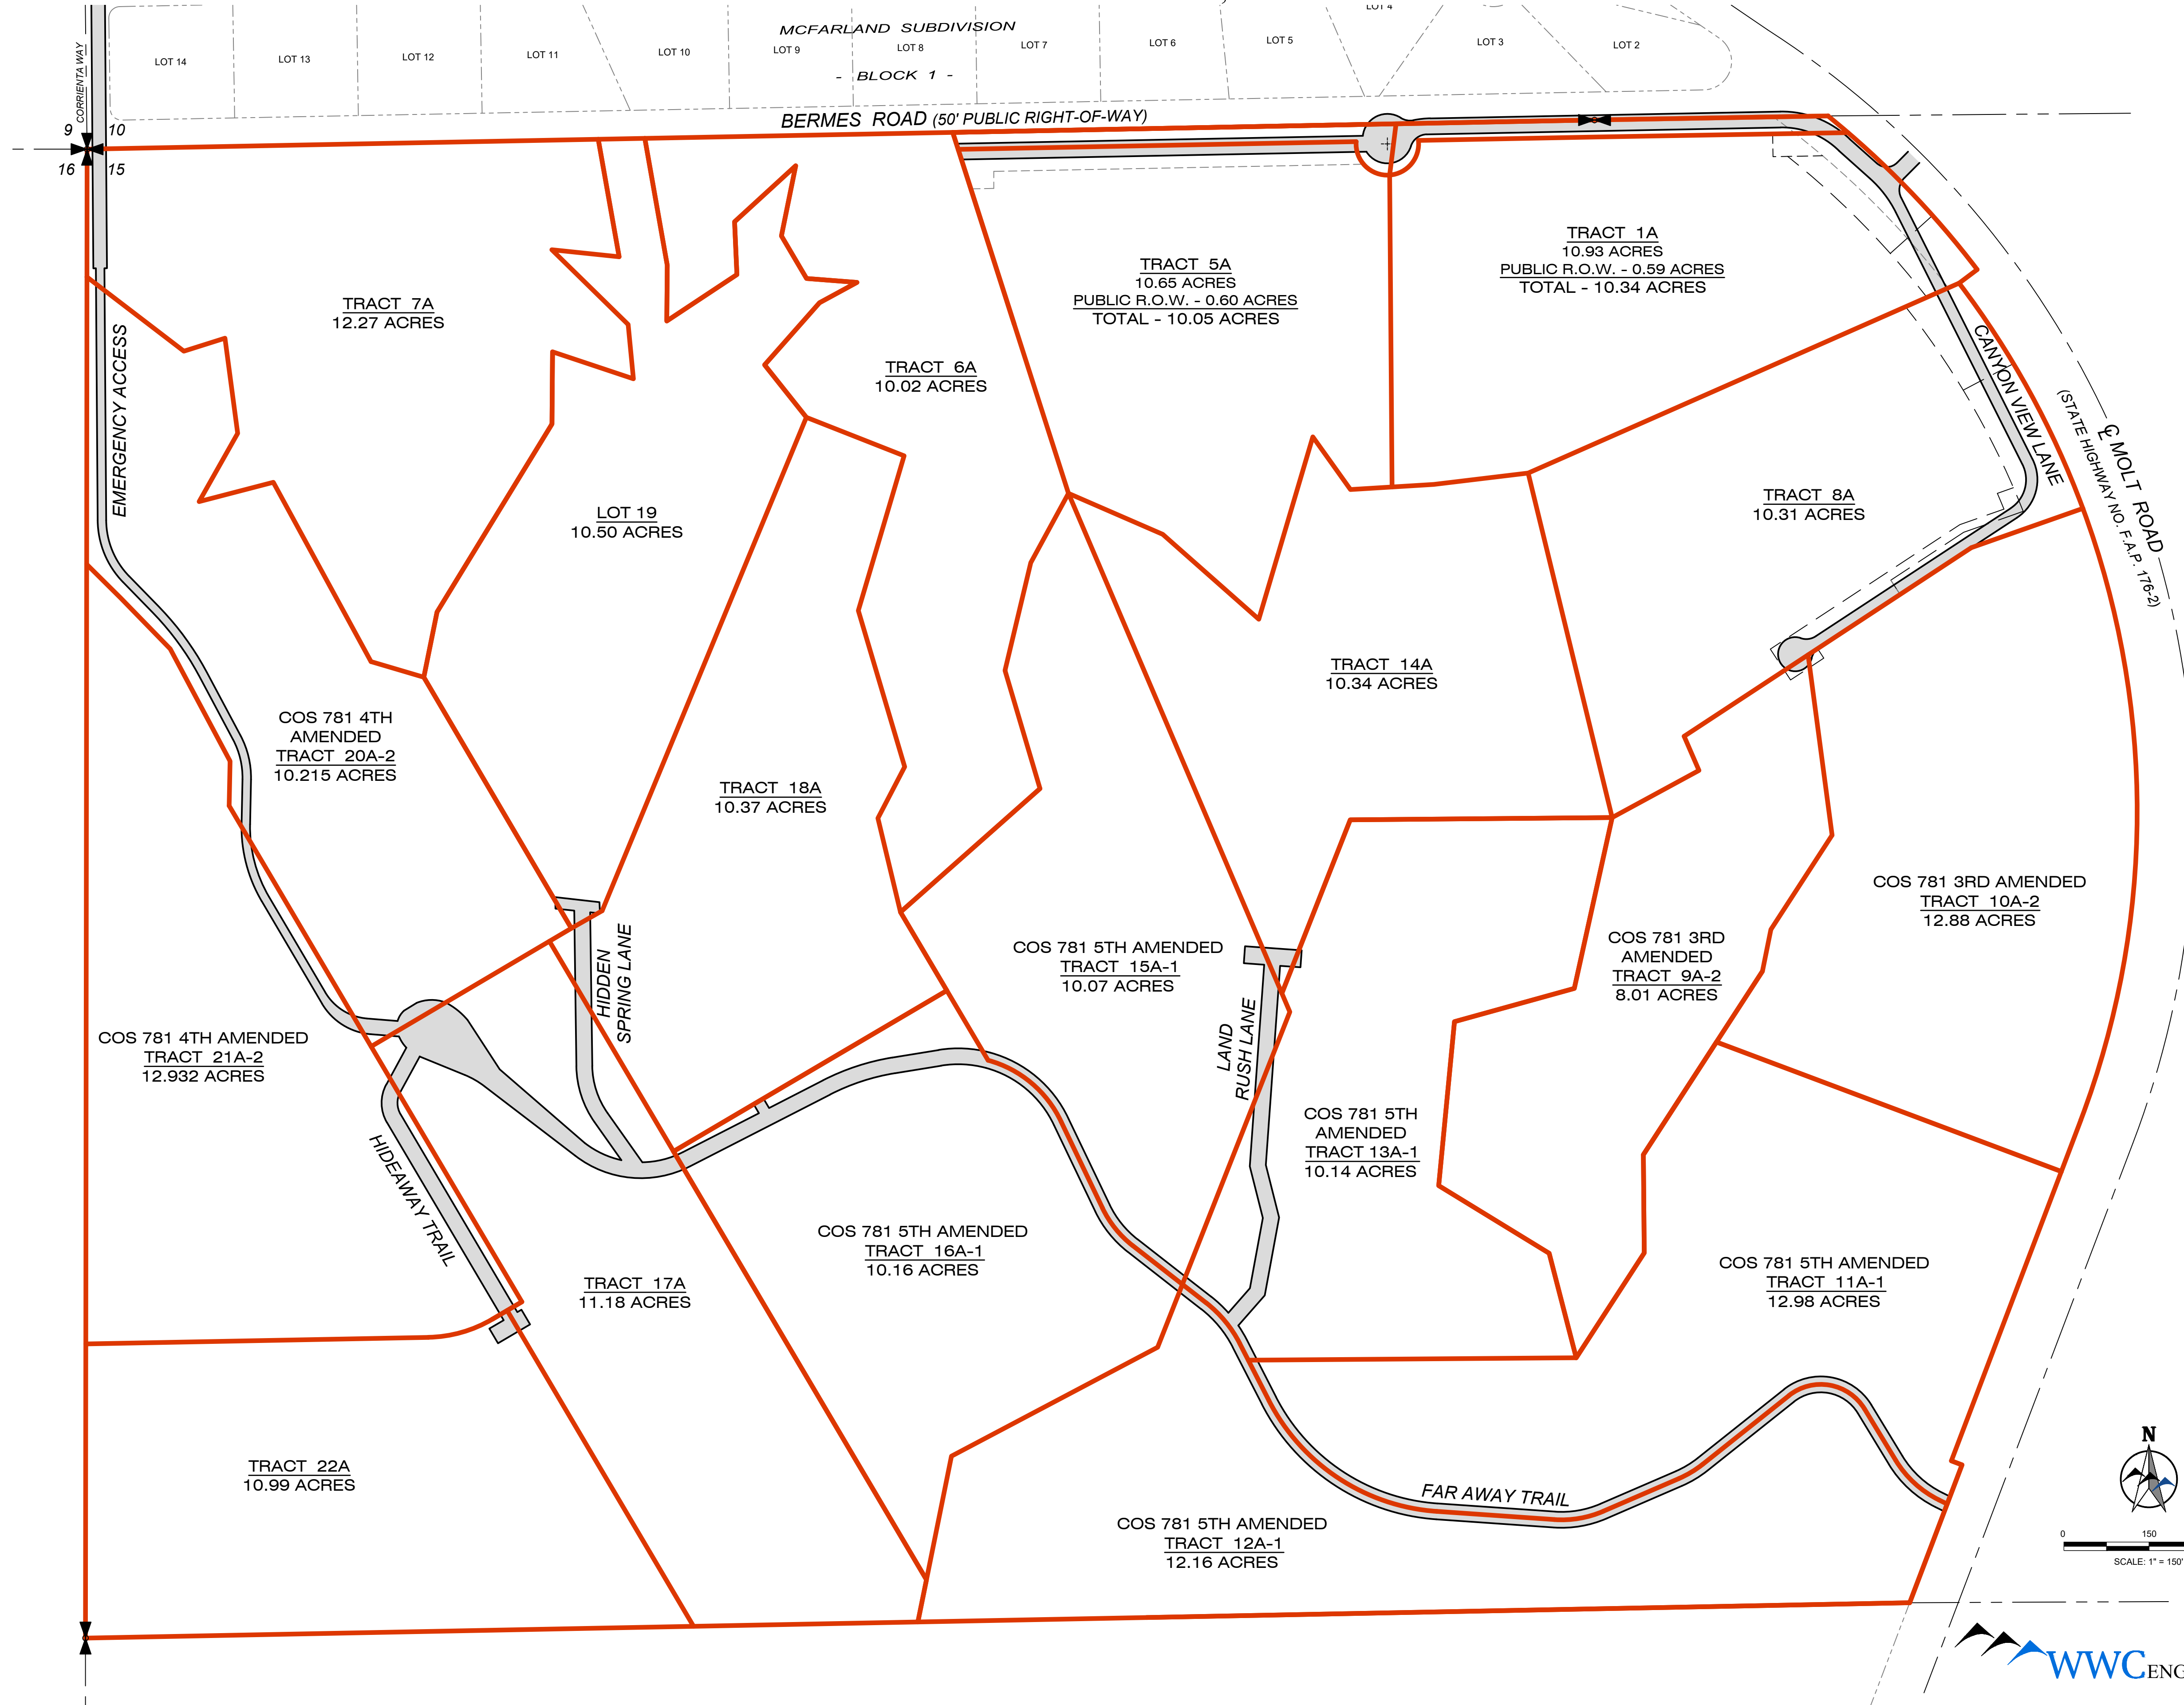 LOT 4
MCFARLAND SUBDIVISION
- BLOCK 1 -
LOT 14
LOT 13
LOT 12
LOT 11
LOT 10
LOT 9
LOT 8
LOT 7
LOT 6
LOT 5
LOT 3
LOT 2
CORRIENTA WAY
9
10
16
15
BERMES ROAD (50' PUBLIC RIGHT-OF-WAY)
TRACT 7A
12.27 ACRES
EMERGENCY ACCESS
TRACT 6A
10.02 ACRES
TRACT 5A
10.65 ACRES
PUBLIC R.O.W. - 0.60 ACRES
TOTAL - 10.05 ACRES
TRACT 1A
10.93 ACRES
PUBLIC R.O.W. - 0.59 ACRES
TOTAL - 10.34 ACRES
CANYON VIEW LANE
℄ MOLT ROAD
(STATE HIGHWAY NO. F.A.P. 176-2)
LOT 19
10.50 ACRES
TRACT 8A
10.31 ACRES
TRACT 14A
10.34 ACRES
COS 781 4TH
AMENDED
TRACT 20A-2
10.215 ACRES
TRACT 18A
10.37 ACRES
COS 781 3RD AMENDED
TRACT 10A-2
12.88 ACRES
COS 781 3RD
AMENDED
TRACT 9A-2
8.01 ACRES
COS 781 5TH AMENDED
TRACT 15A-1
10.07 ACRES
HIDDEN
SPRING LANE
LAND
RUSH LANE
COS 781 4TH AMENDED
TRACT 21A-2
12.932 ACRES
HIDEAWAY TRAIL
COS 781 5TH
AMENDED
TRACT 13A-1
10.14 ACRES
COS 781 5TH AMENDED
TRACT 16A-1
10.16 ACRES
TRACT 17A
11.18 ACRES
COS 781 5TH AMENDED
TRACT 11A-1
12.98 ACRES
TRACT 22A
10.99 ACRES
FAR AWAY TRAIL
COS 781 5TH AMENDED
TRACT 12A-1
12.16 ACRES
N
0
150
SCALE: 1" = 150'
WWC ENG